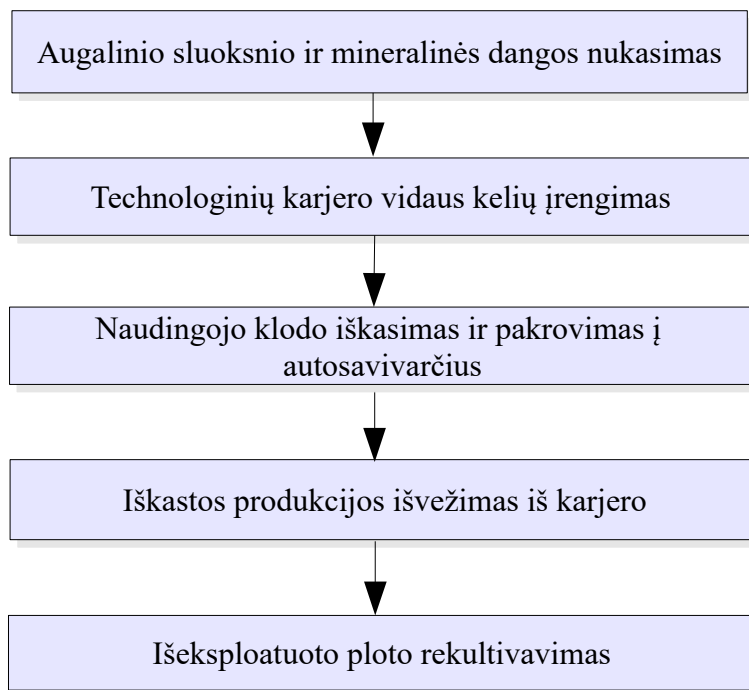 Augalinio sluoksnio ir mineralinės dangos nukasimas
Technologinių karjero vidaus kelių įrengimas
Naudingojo klodo iškasimas ir pakrovimas į
autosavivarčius
Iškastos produkcijos išvežimas iš karjero
Išeksploatuoto ploto rekultivavimas